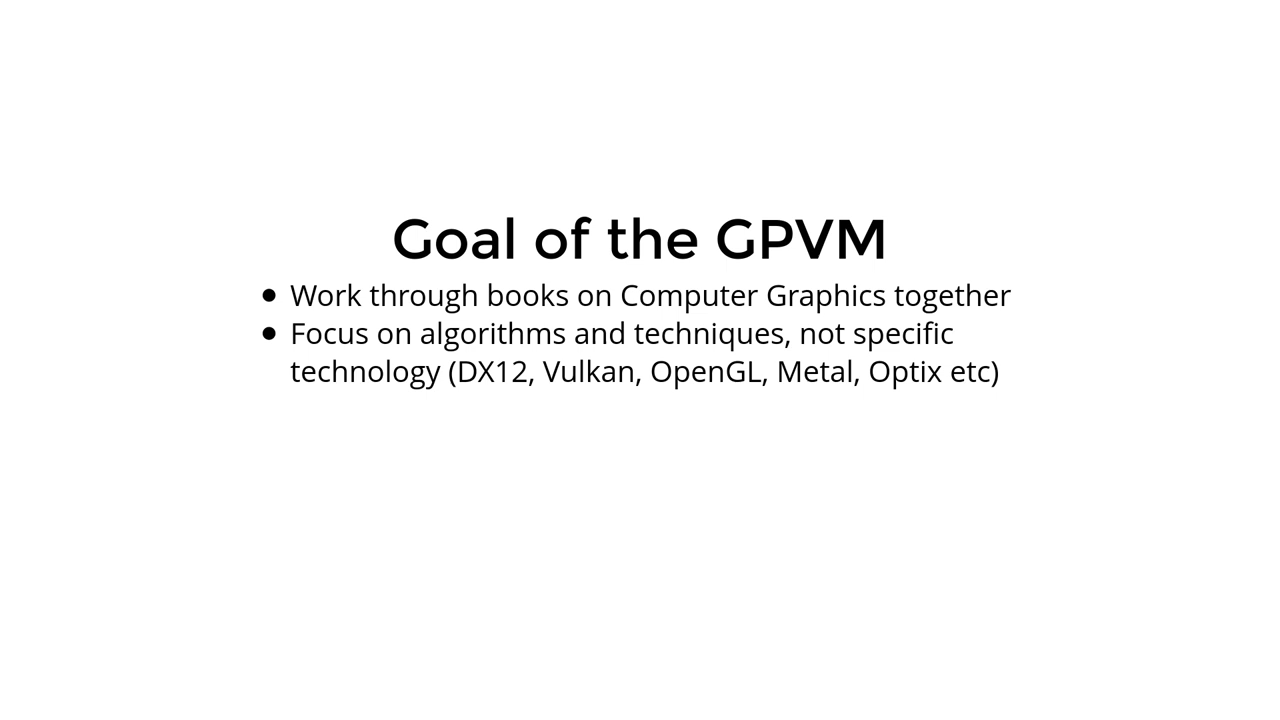 Goal of the GPVM
● Work through books on Computer Graphics together
● Focus on algorithms and techniques, not specific
technology (DX12, Vulkan, OpenGL, Metal, Optix etc)